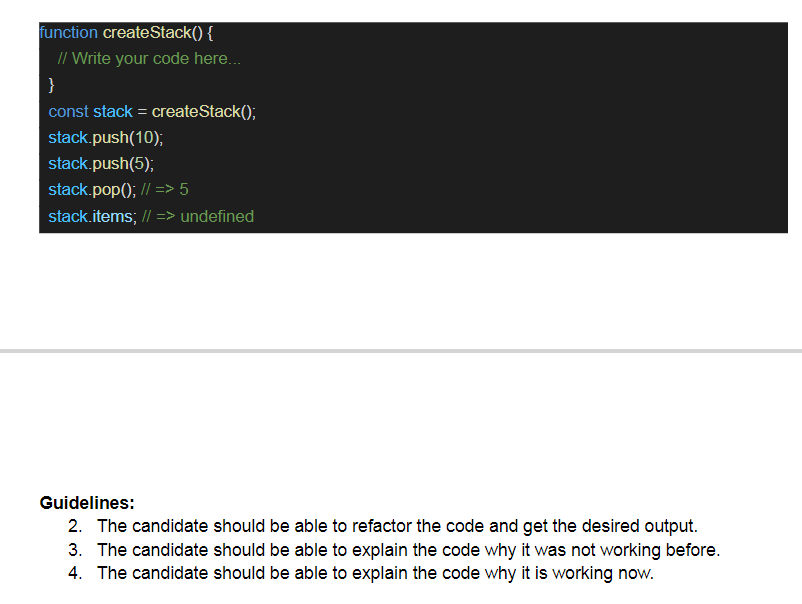 function createStack() {
// Write your code here...
}
const stack = createStack();
stack.push(10);
stack.push(5);
stack.pop(); // => 5
stack.items; // => undefined
Guidelines:
2. The candidate should be able to refactor the code and get the desired output.
3. The candidate should be able to explain the code why it was not working before.
4. The candidate should be able to explain the code why it is working now.